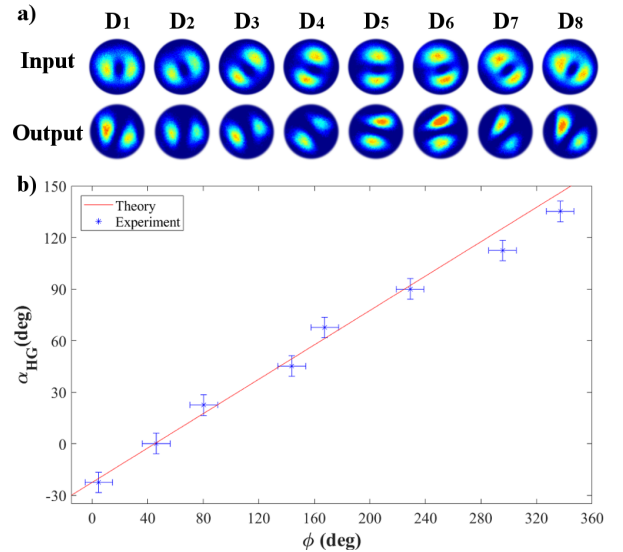 a) D1 D2 D3 D4 D5 D6 D7 D8
Input
Output
b)
150
120
90
60
30
0
-30
Theory
Experiment
αHG(deg)
0 40 80 120 160 200 240 280 320 360
ϕ (deg)